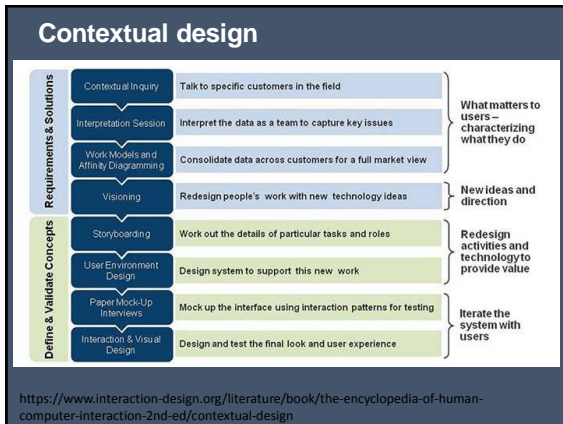 Contextual design
Requirements & Solutions
Contextual Inquiry
Talk to specific customers in the field
Interpretation Session
Interpret the data as a team to capture key issues
Work Models and
Affinity Diagramming
Consolidate data across customers for a full market view
What matters to
users –
characterizing
what they do
Visioning
Redesign people's work with new technology ideas
New ideas and
direction
Define & Validate Concepts
Storyboarding
Work out the details of particular tasks and roles
User Environment
Design
Design system to support this new work
Redesign
activities and
technology to
provide value
Paper Mock-Up
Interviews
Mock up the interface using interaction patterns for testing
Interaction & Visual
Design
Design and test the final look and user experience
Iterate the
system with
users
https://www.interaction-design.org/literature/book/the-encyclopedia-of-human-
computer-interaction-2nd-ed/contextual-design